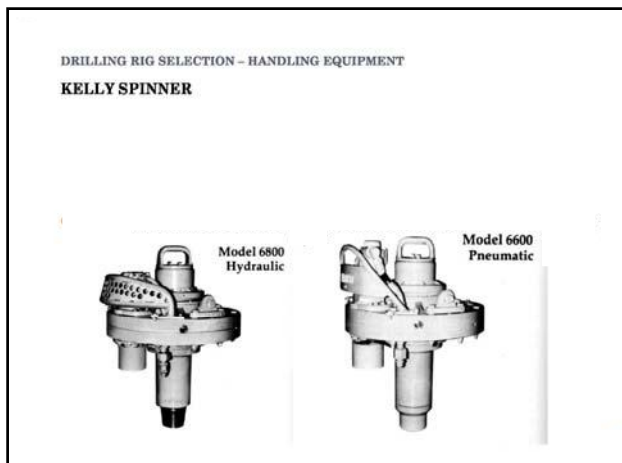 DRILLING RIG SELECTION – HANDLING EQUIPMENT
KELLY SPINNER
Model 6800
Hydraulic
Model 6600
Pneumatic